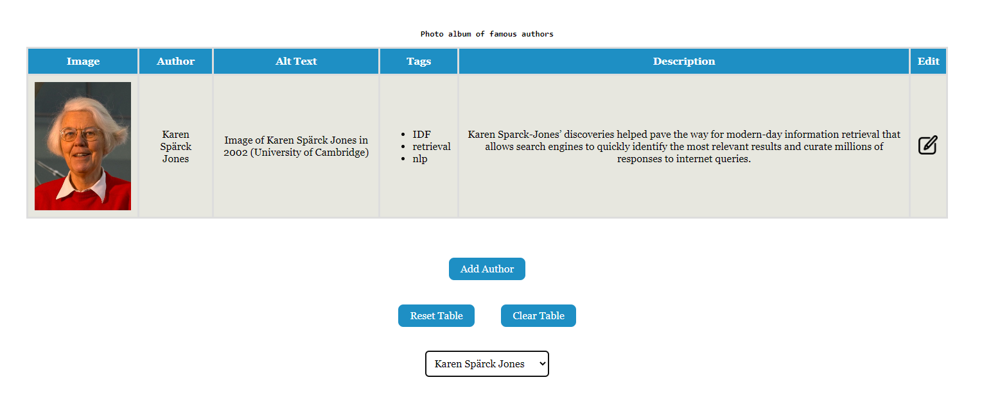 Photo album of famous authors
Image Author Alt Text Tags Description Edit
Karen
Spärck
Jones
Image of Karen Spärck Jones in
2002 (University of Cambridge)
IDF
retrieval
nlp
Karen Sparck-Jones’ discoveries helped pave the way for modern-day information retrieval that
allows search engines to quickly identify the most relevant results and curate millions of
responses to internet queries.
Add Author
Reset Table Clear Table
Karen Spärck Jones